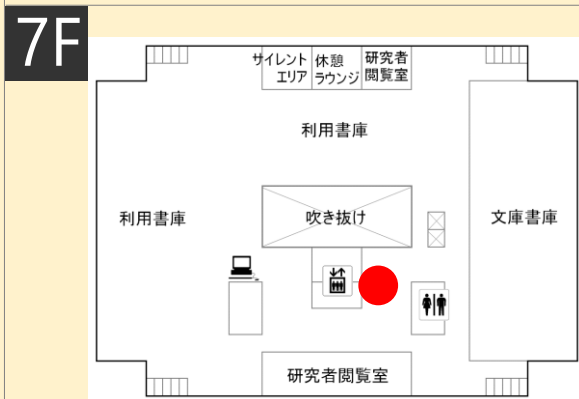 7F
サイレント
エリア
休憩
ラウンジ
研究者
閲覧室
利用書庫
利用書庫
吹き抜け
文庫書庫
研究者閲覧室